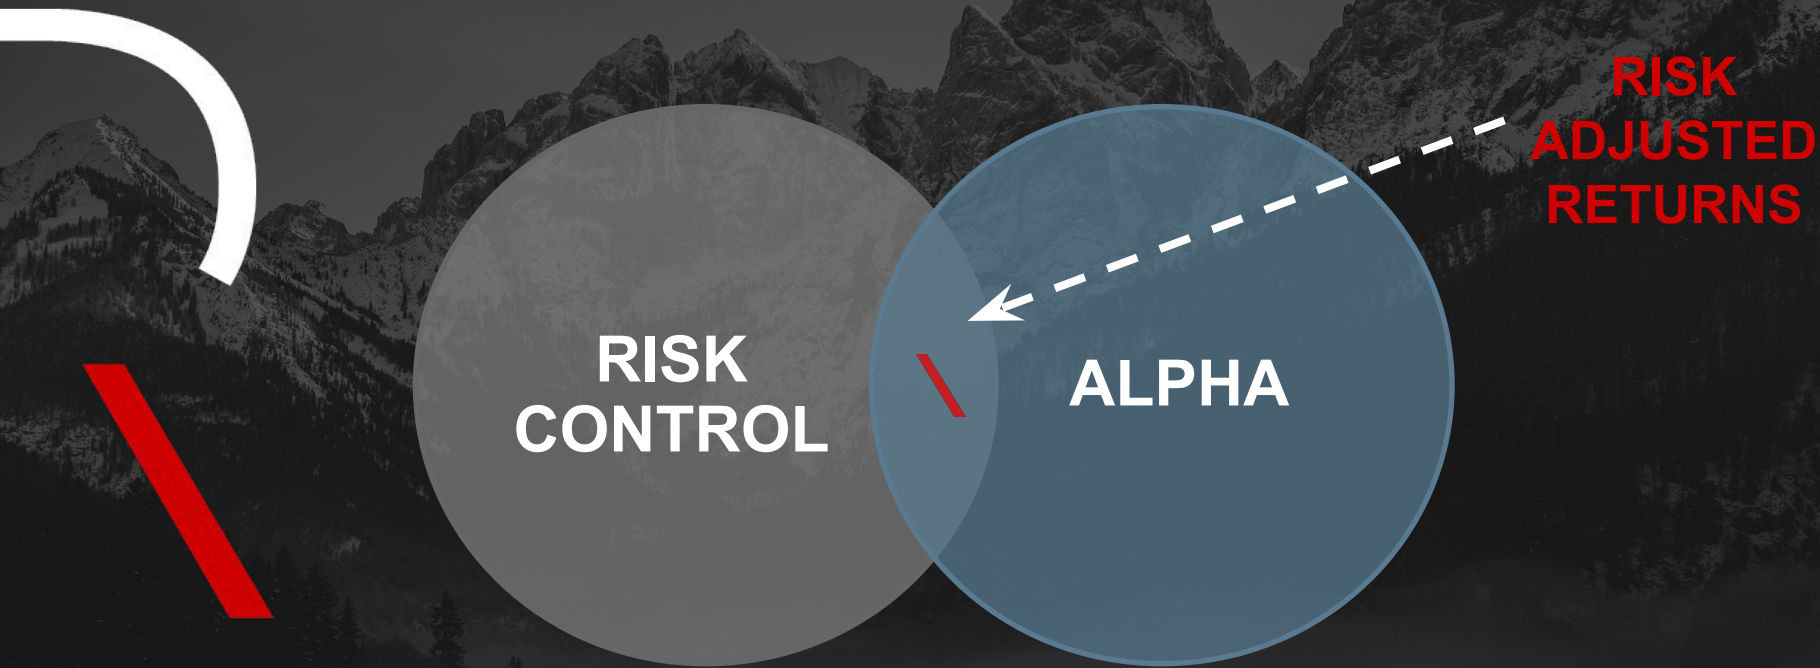 RISK
ADJUSTED
RETURNS
RISK
CONTROL
ALPHA